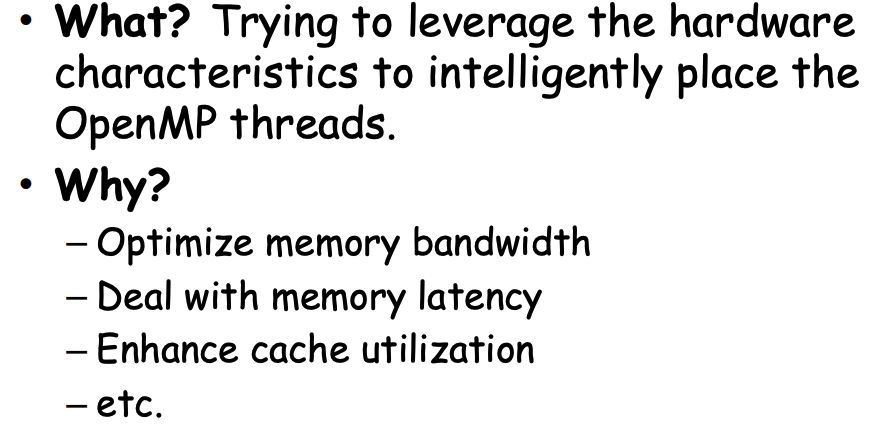 • What? Trying to leverage the hardware
characteristics to intelligently place the
OpenMP threads.
• Why?
– Optimize memory bandwidth
– Deal with memory latency
– Enhance cache utilization
– etc.